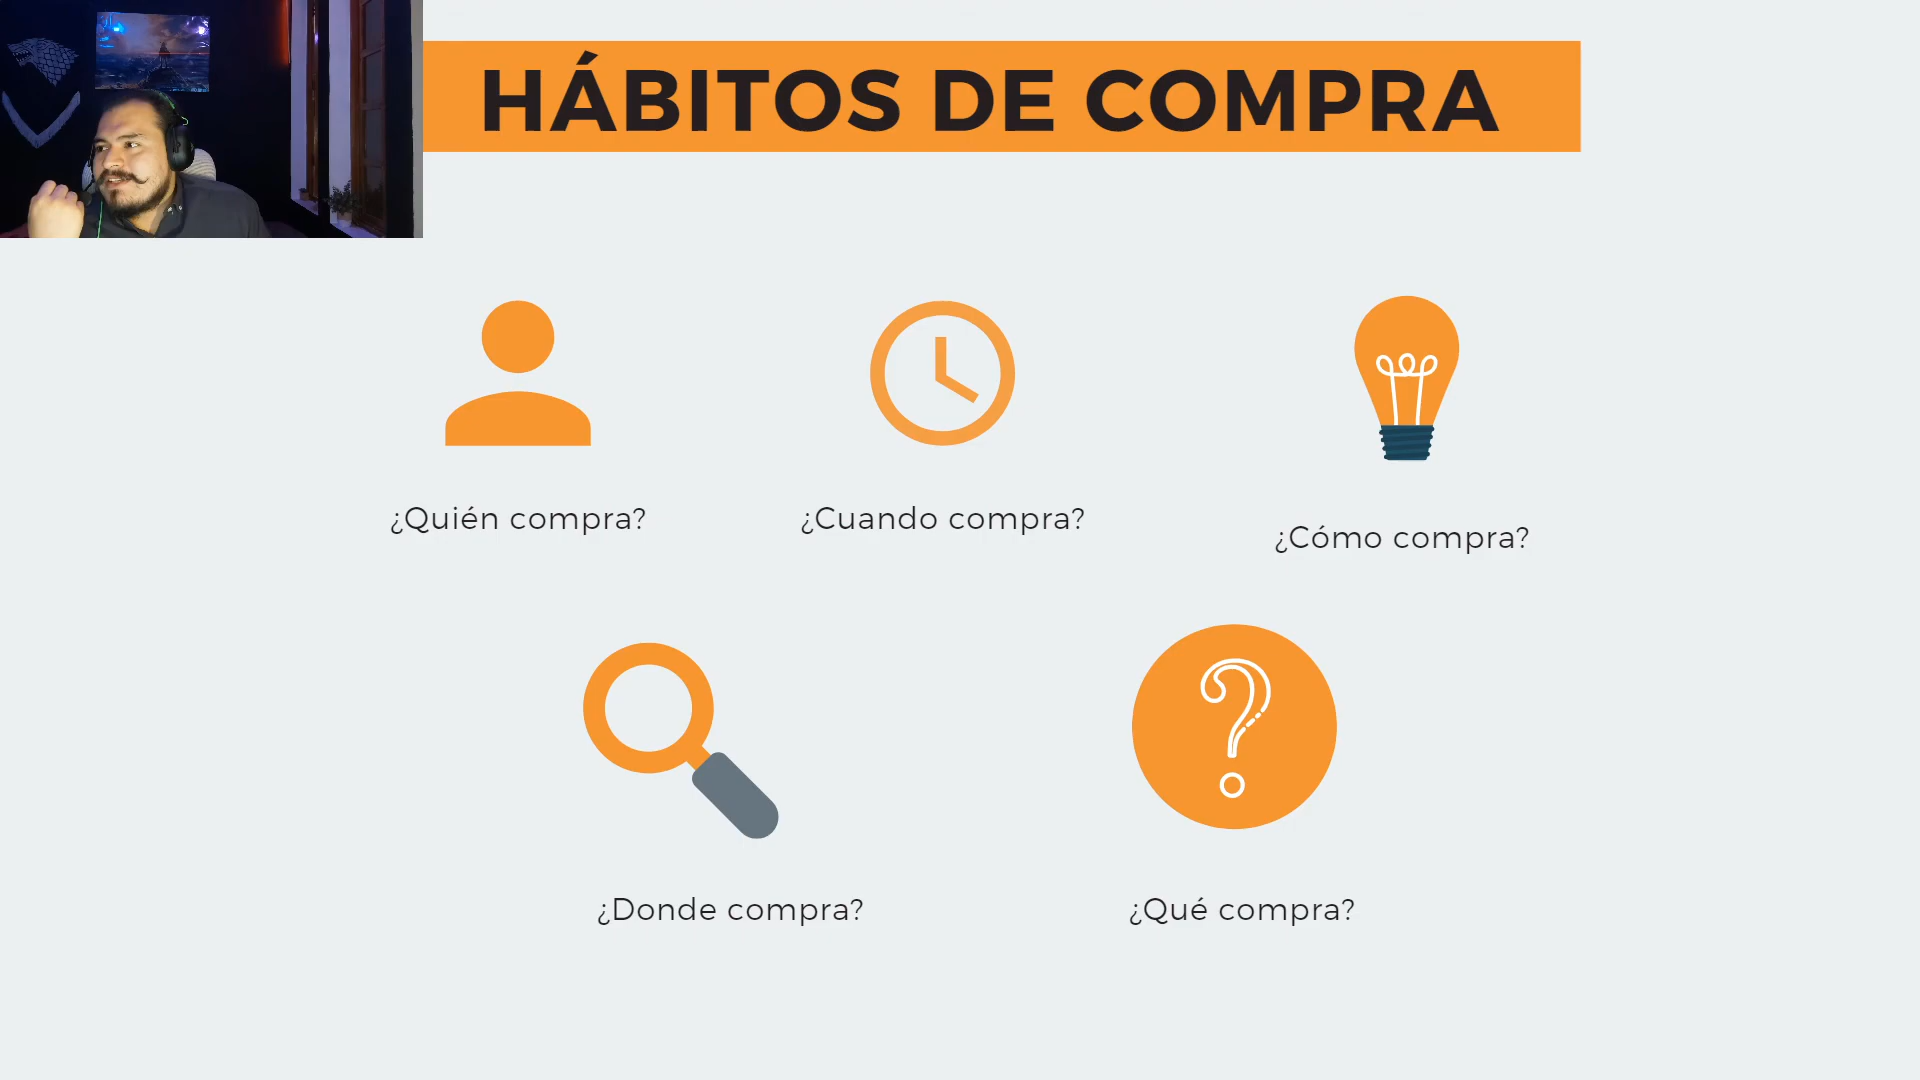 HÁBITOS DE COMPRA
¿Quién compra?
¿Cuando compra?
¿Cómo compra?
¿Donde compra?
¿Qué compra?